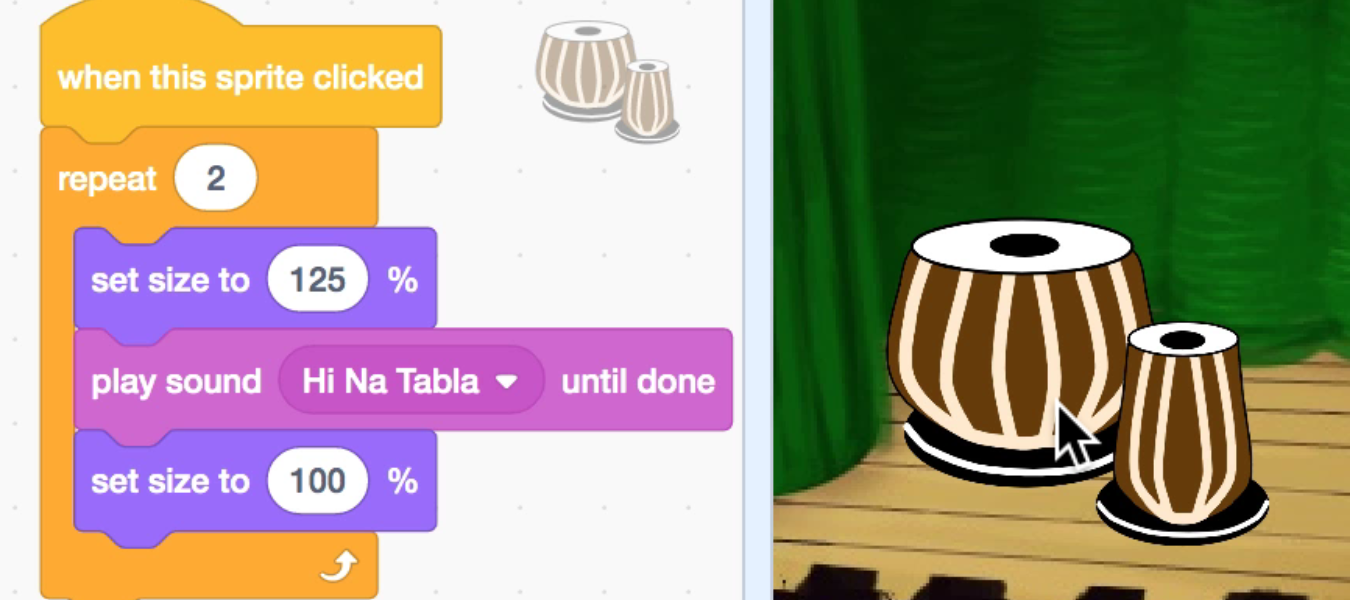 when this sprite clicked
repeat 2
set size to 125 %
play sound Hi Na Tabla until done
set size to 100 %